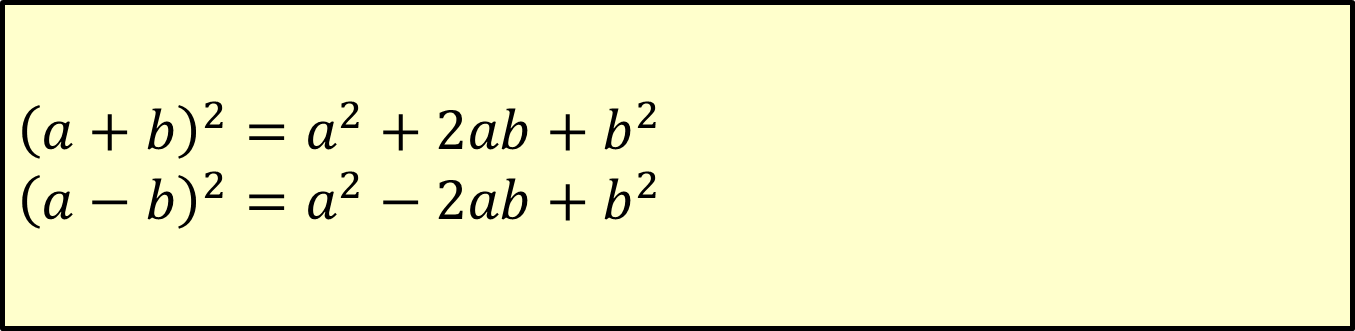 (a + b)² = a² + 2ab + b²
(a − b)² = a² − 2ab + b²